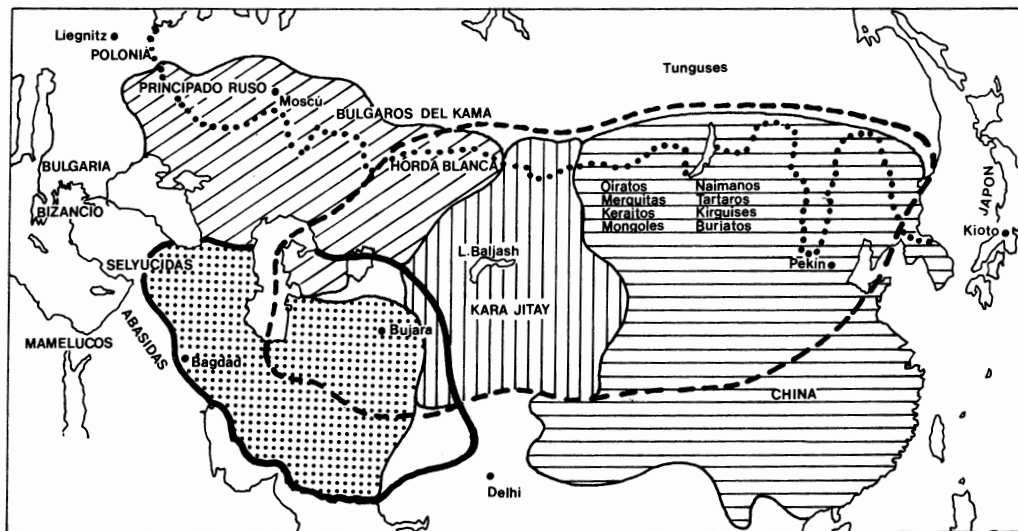 Liegnitz
POLONIA
PRINCIPADO RUSO
Moscú
BULGAROS DEL KAMA
Tunguses
HORDA BLANCA
BULGARIA
BIZANCIO
Oiratos
Merquitas
Keraitos
Mongoles
Naimanos
Tartaros
Kirguises
Buriatos
JAPON
Kioto
Pekín
L.Baljash
SELYUCIDAS
KARA JITAY
ABASIDAS
Bujara
MAMELUCOS
Bagdad
CHINA
Delhi